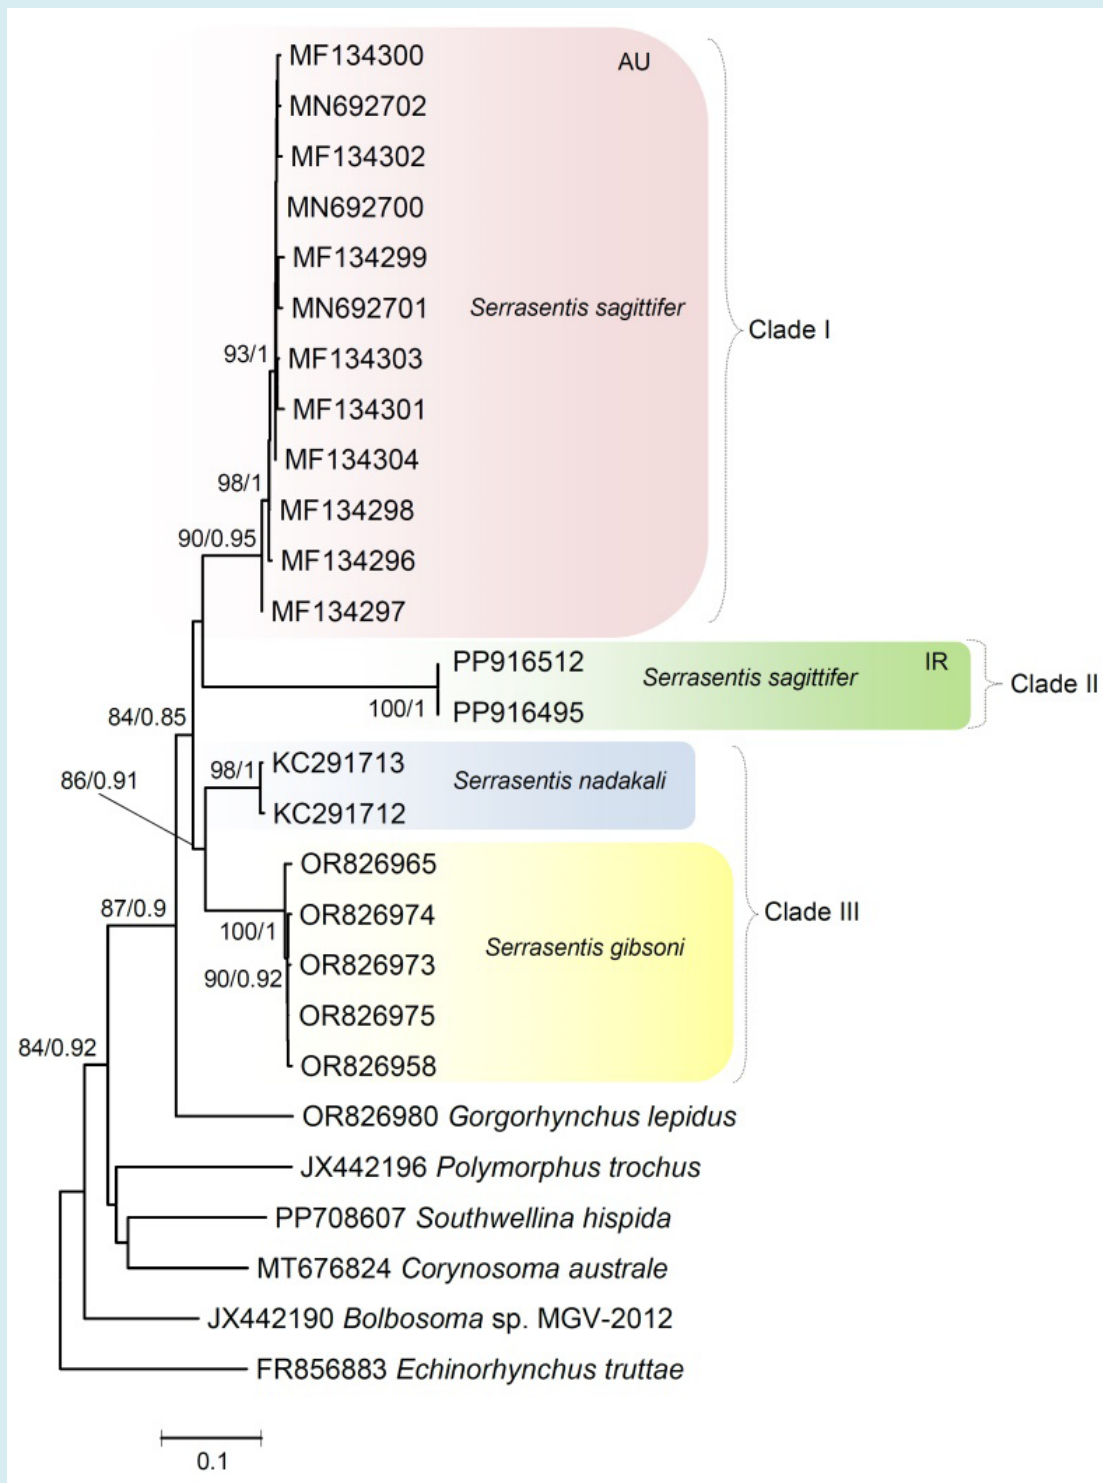 MF134300
AU
MN692702
MF134302
MN692700
MF134299
MN692701
Serrasentis sagittifer
Clade I
93/1
MF134303
MF134301
MF134304
98/1
MF134298
90/0.95
MF134296
MF134297
PP916512
IR
Serrasentis sagittifer
Clade II
100/1
PP916495
84/0.85
98/1
KC291713
86/0.91
Serrasentis nadakali
KC291712
OR826965
87/0.9
OR826974
Clade III
100/1
Serrasentis gibsoni
OR826973
90/0.92
OR826975
84/0.92
OR826958
OR826980 Gorgorhynchus lepidus
JX442196 Polymorphus trochus
PP708607 Southwellina hispida
MT676824 Corynosoma australe
JX442190 Bolbosoma sp. MGV-2012
FR856883 Echinorhynchus truttae
0.1